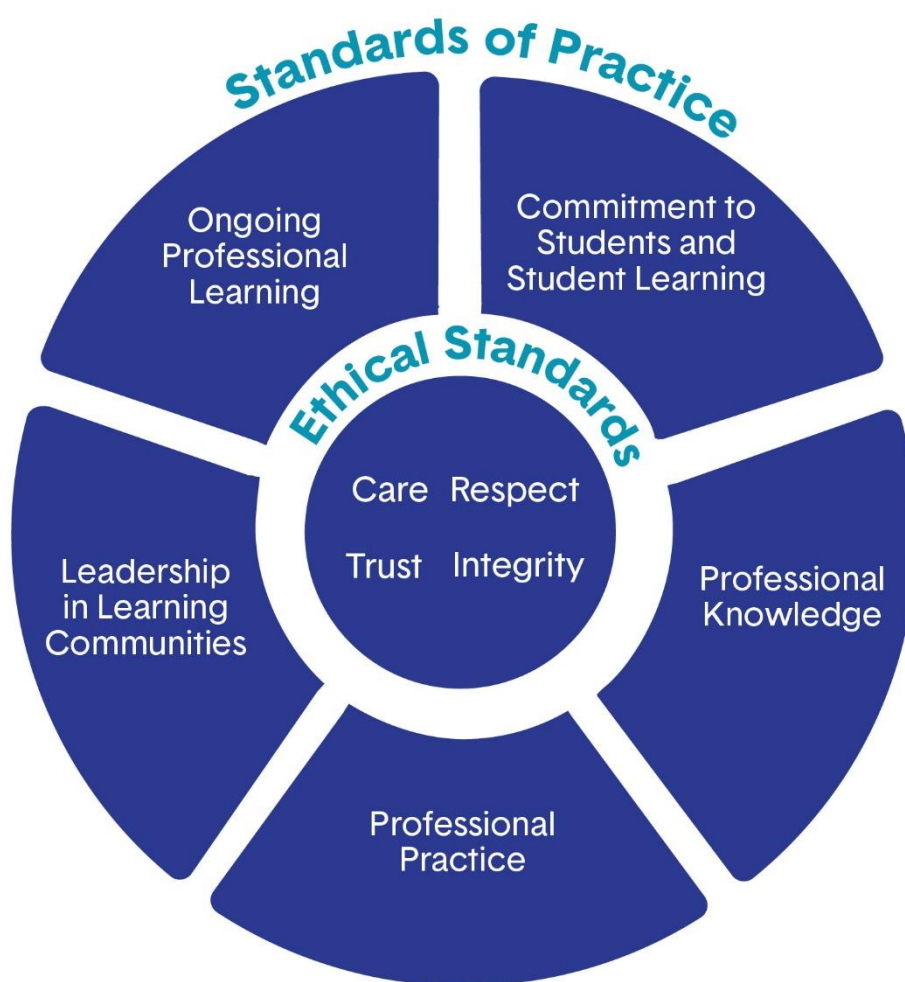 Standards of Practice
Ongoing
Professional
Learning
Commitment to
Students and
Student Learning
Ethical Standards
Care Respect
Trust Integrity
Leadership
in Learning
Communities
Professional
Knowledge
Professional
Practice